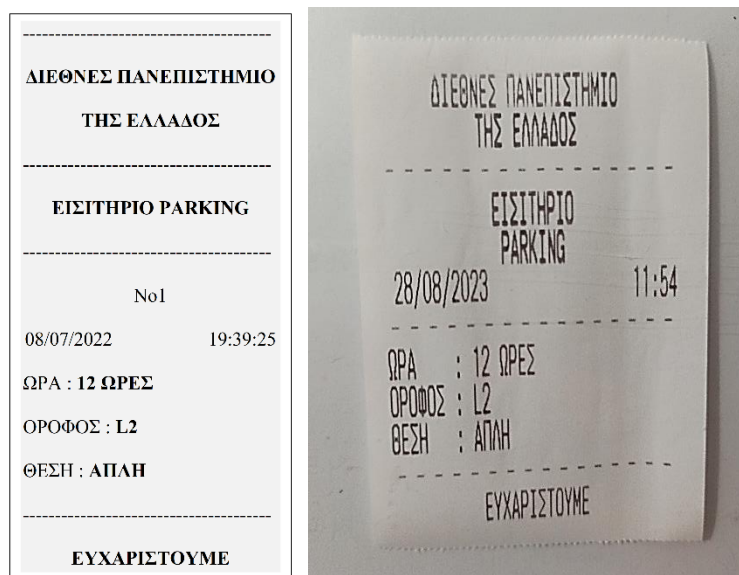 --------------------------------------
ΔΙΕΘΝΕΣ ΠΑΝΕΠΙΣΤΗΜΙΟ
ΤΗΣ ΕΛΛΑΔΟΣ
--------------------------------------
ΕΙΣΙΤΗΡΙΟ PARKING
--------------------------------------
No1
08/07/2022 19:39:25
ΩΡΑ : 12 ΩΡΕΣ
ΟΡΟΦΟΣ : L2
ΘΕΣΗ : ΑΠΛΗ
--------------------------------------
ΕΥΧΑΡΙΣΤΟΥΜΕ
ΔΙΕΘΝΕΣ ΠΑΝΕΠΙΣΤΗΜΙΟ
ΤΗΣ ΕΛΛΑΔΟΣ
- - - - - - - - - - - - - - - - - -
ΕΙΣΙΤΗΡΙΟ
PARKING
28/08/2023 11:54
- - - - - - - - - - - - - - - - - -
ΩΡΑ : 12 ΩΡΕΣ
ΟΡΟΦΟΣ : L2
ΘΕΣΗ : ΑΠΛΗ
- - - - - - - - - - - - - - - - - -
ΕΥΧΑΡΙΣΤΟΥΜΕ